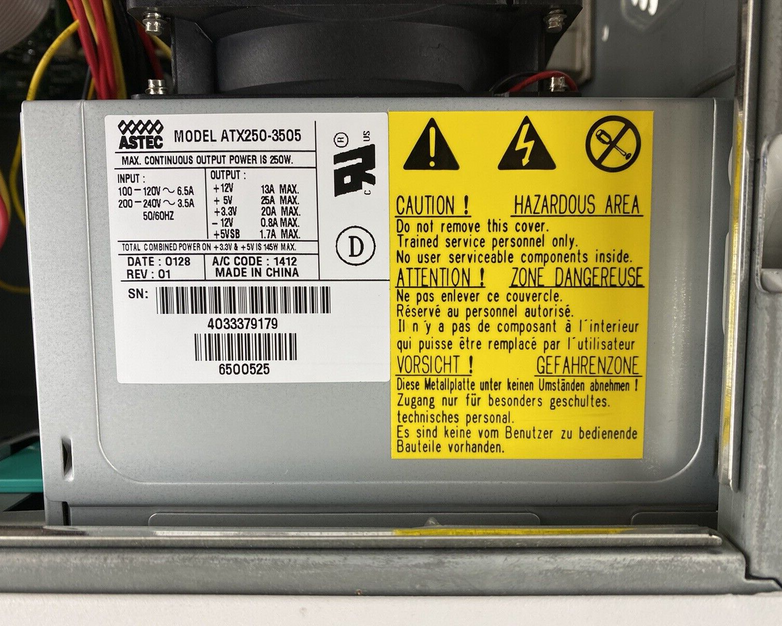 ASTEC MODEL ATX250-3505
MAX. CONTINUOUS OUTPUT POWER IS 250W.
INPUT :
100-120V～ 6.5A
200-240V～ 3.5A
50/60HZ
OUTPUT :
+12V 13A MAX.
+ 5V 25A MAX.
+3.3V 20A MAX.
- 12V 0.8A MAX.
+5VSB 1.7A MAX.
TOTAL COMBINED POWER ON +3.3V & +5V IS 145W MAX.
DATE : 0128
REV : 01
A/C CODE : 1412
MADE IN CHINA
SN:
4033379179
6500525
C RU ® US
D
CAUTION ! HAZARDOUS AREA
Do not remove this cover.
Trained service personnel only.
No user serviceable components inside.
ATTENTION ! ZONE DANGEREUSE
Ne pas enlever ce couvercle.
Réservé au personnel autorisé.
Il n'y a pas de composant à l'interieur
qui puisse être remplacé par l'utilisateur
VORSICHT ! GEFAHRENZONE
Diese Metallplatte unter keinen Umständen abnehmen !
Zugang nur für besonders geschultes.
technisches personal.
Es sind keine vom Benutzer zu bedienende
Bauteile vorhanden.